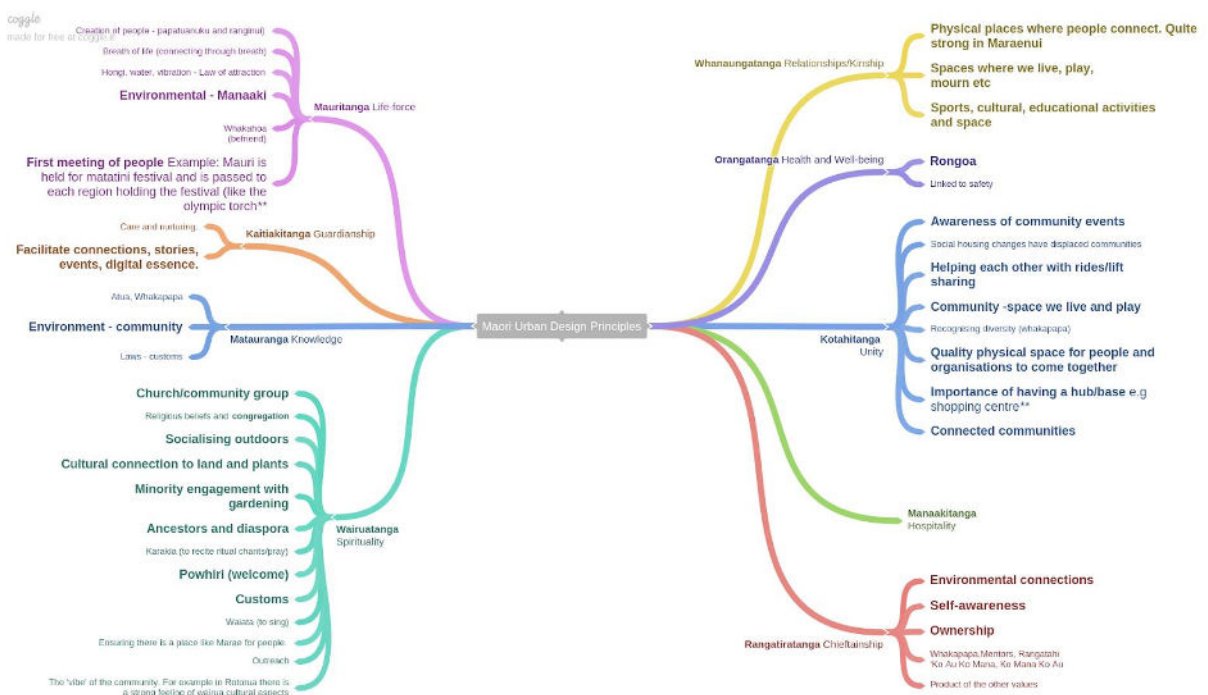 coggle
made for free at coggle.it
Maori Urban Design Principles
Mauritanga Life-force
Creation of people - papatuanuku and ranginui)
Breath of life (connecting through breath)
Hongi, water, vibration - Law of attraction
Environmental - Manaaki
Whakahoa
(befriend)
First meeting of people Example: Mauri is
held for matatini festival and is passed to
each region holding the festival (like the
olympic torch**
Kaitiakitanga Guardianship
Care and nurturing.
Facilitate connections, stories,
events, digital essence.
Matauranga Knowledge
Atua, Whakapapa
Environment - community
Laws - customs
Wairuatanga
Spirituality
Church/community group
Religious beliefs and congregation
Socialising outdoors
Cultural connection to land and plants
Minority engagement with
gardening
Ancestors and diaspora
Karakia (to recite ritual chants/pray)
Powhiri (welcome)
Customs
Waiata (to sing)
Ensuring there is a place like Marae for people.
Outreach
The 'vibe' of the community. For example in Rotorua there is
a strong feeling of wairua cultural aspects
Whanaungatanga Relationships/Kinship
Physical places where people connect. Quite
strong in Maraenui
Spaces where we live, play,
mourn etc
Sports, cultural, educational activities
and space
Orangatanga Health and Well-being
Rongoa
Linked to safety
Kotahitanga
Unity
Awareness of community events
Social housing changes have displaced communities
Helping each other with rides/lift
sharing
Community -space we live and play
Recognising diversity (whakapapa)
Quality physical space for people and
organisations to come together
Importance of having a hub/base e.g
shopping centre**
Connected communities
Manaakitanga
Hospitality
Rangatiratanga Chieftainship
Environmental connections
Self-awareness
Ownership
Whakapapa,Mentors, Rangatahi
'Ko Au Ko Mana, Ko Mana Ko Au
Product of the other values